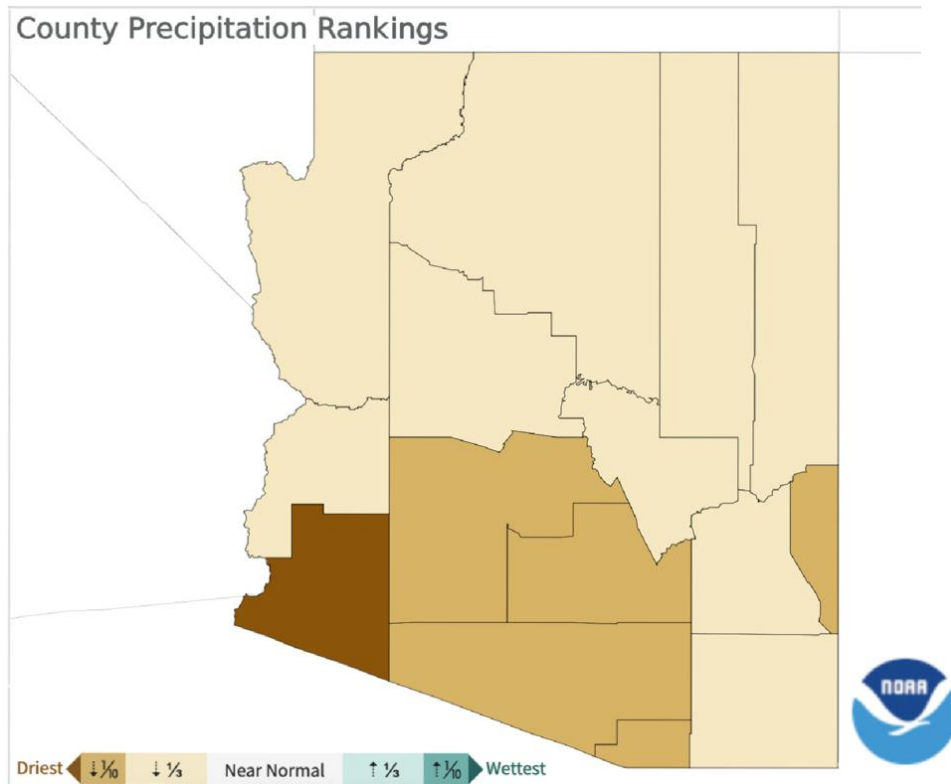 County Precipitation Rankings
NOAA
Driest ↓ 1⁄10 ↓ ⅓ Near Normal ↑ ⅓ ↑ 1⁄10 Wettest